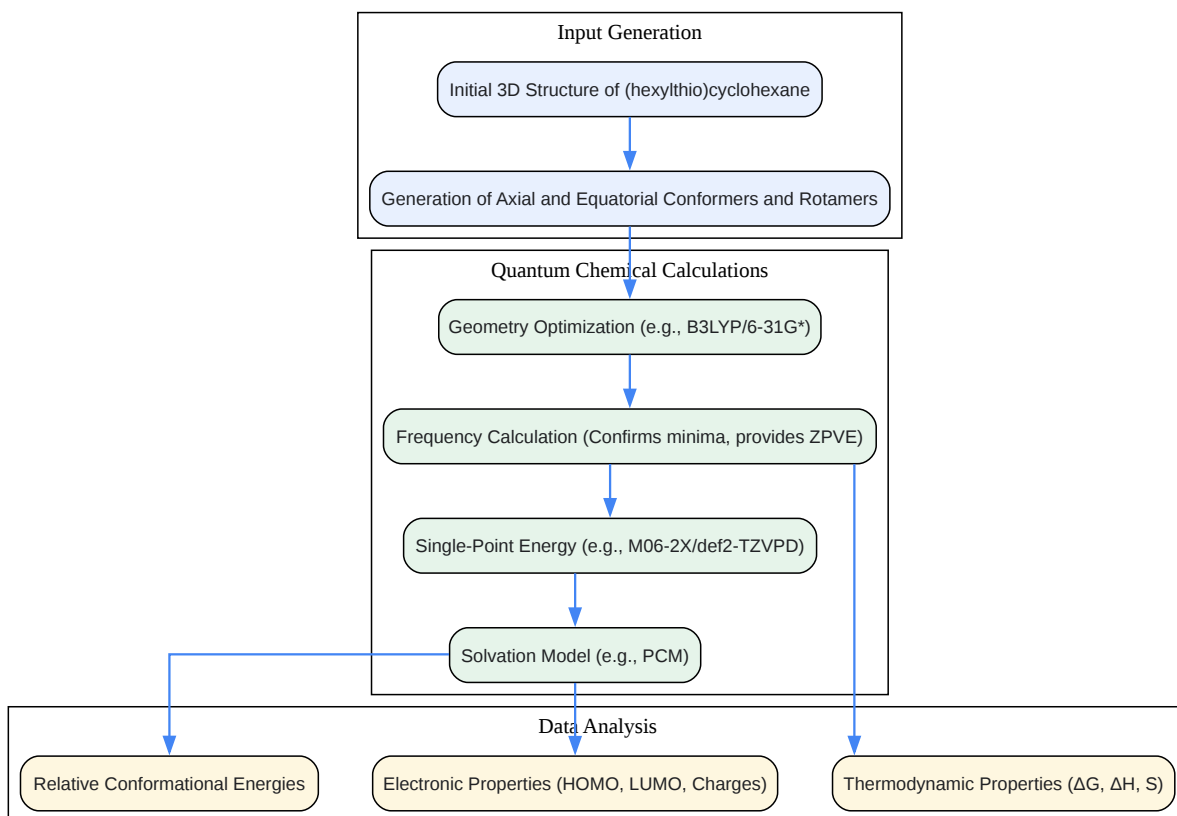 Input Generation
Initial 3D Structure of (hexylthio)cyclohexane
Generation of Axial and Equatorial Conformers and Rotamers
Quantum Chemical Calculations
Geometry Optimization (e.g., B3LYP/6-31G*)
Frequency Calculation (Confirms minima, provides ZPVE)
Single-Point Energy (e.g., M06-2X/def2-TZVPD)
Solvation Model (e.g., PCM)
Data Analysis
Relative Conformational Energies
Electronic Properties (HOMO, LUMO, Charges)
Thermodynamic Properties (ΔG, ΔH, S)